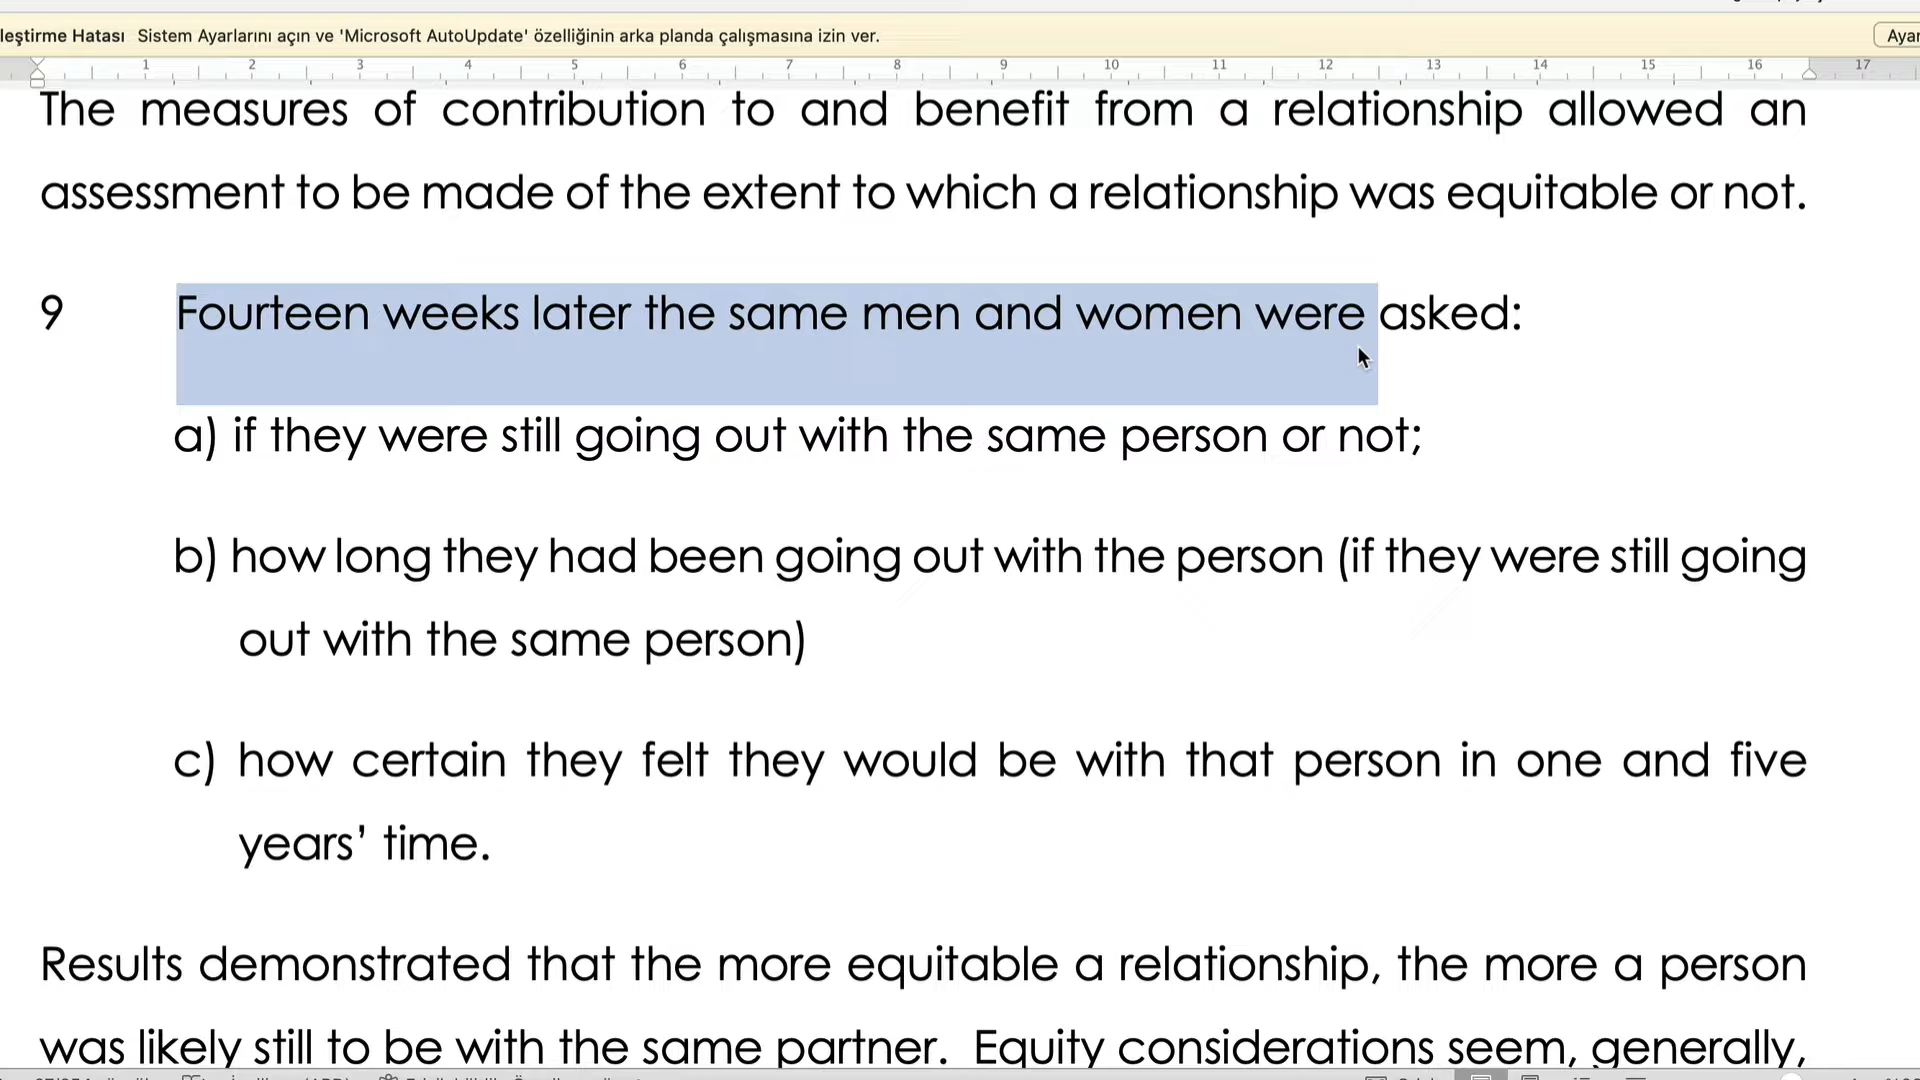 leştirme Hatası Sistem Ayarlarını açın ve 'Microsoft AutoUpdate' özelliğinin arka planda çalışmasına izin ver. Ayar
1 2 3 4 5 6 7 8 9 10 11 12 13 14 15 16 17
The measures of contribution to and benefit from a relationship allowed an
assessment to be made of the extent to which a relationship was equitable or not.
9 Fourteen weeks later the same men and women were asked:
a) if they were still going out with the same person or not;
b) how long they had been going out with the person (if they were still going
out with the same person)
c) how certain they felt they would be with that person in one and five
years’ time.
Results demonstrated that the more equitable a relationship, the more a person
was likely still to be with the same partner. Equity considerations seem, generally,